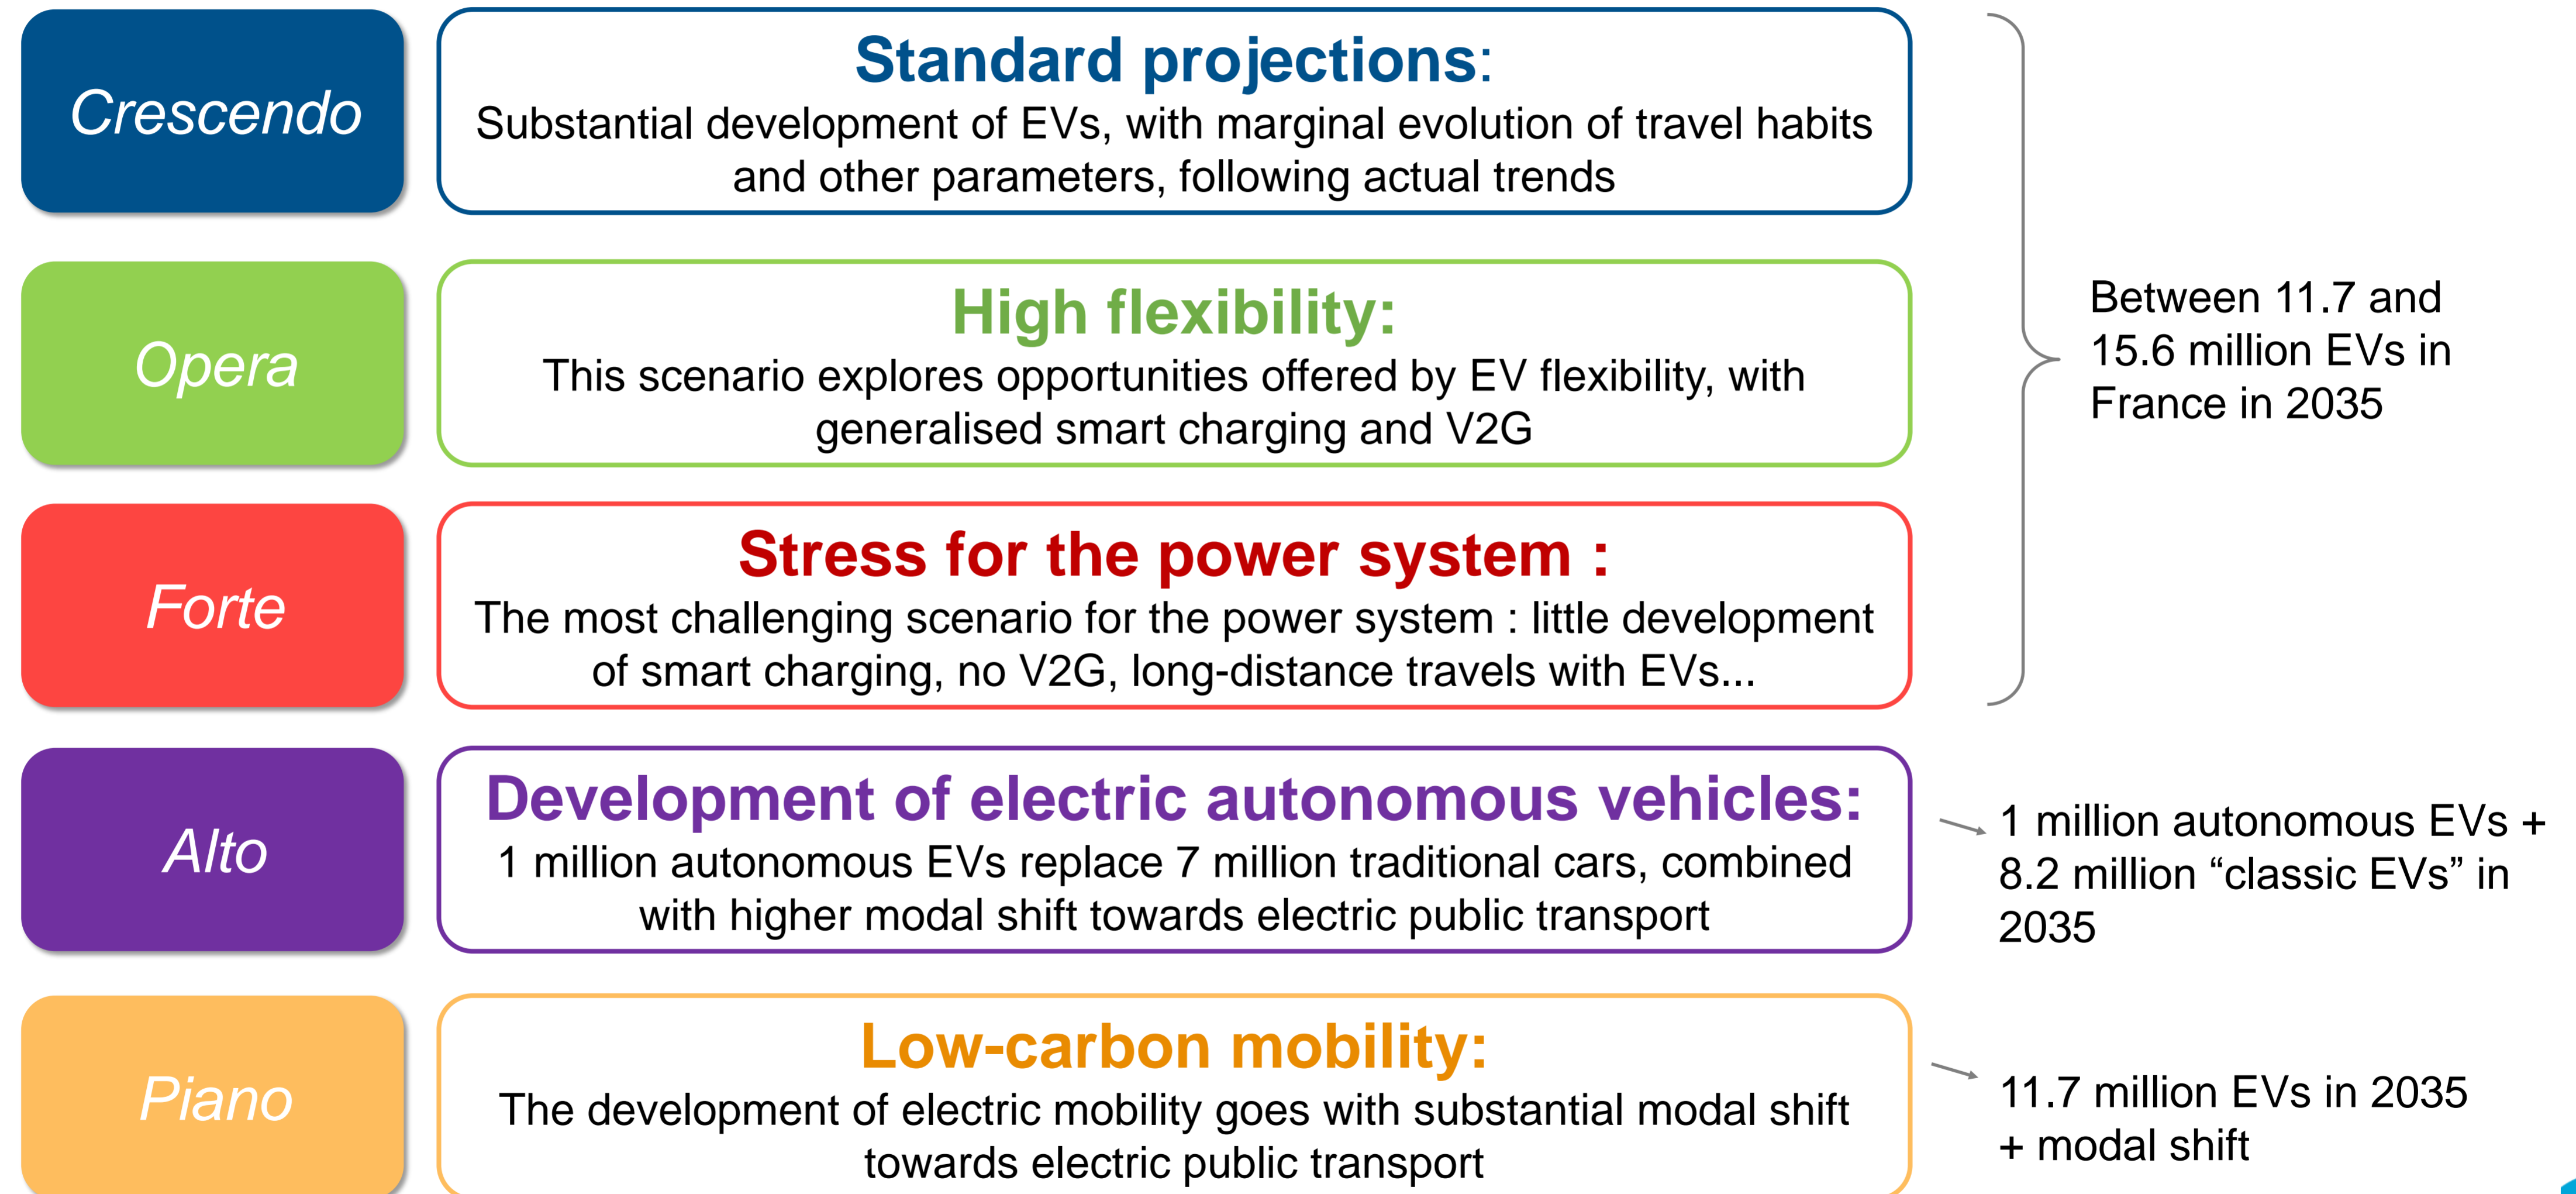 Crescendo
Standard projections:
Substantial development of EVs, with marginal evolution of travel habits
and other parameters, following actual trends
Opera
High flexibility:
This scenario explores opportunities offered by EV flexibility, with
generalised smart charging and V2G
Forte
Stress for the power system :
The most challenging scenario for the power system : little development
of smart charging, no V2G, long-distance travels with EVs...
Between 11.7 and
15.6 million EVs in
France in 2035
Alto
Development of electric autonomous vehicles:
1 million autonomous EVs replace 7 million traditional cars, combined
with higher modal shift towards electric public transport
1 million autonomous EVs +
8.2 million “classic EVs” in
2035
Piano
Low-carbon mobility:
The development of electric mobility goes with substantial modal shift
towards electric public transport
11.7 million EVs in 2035
+ modal shift